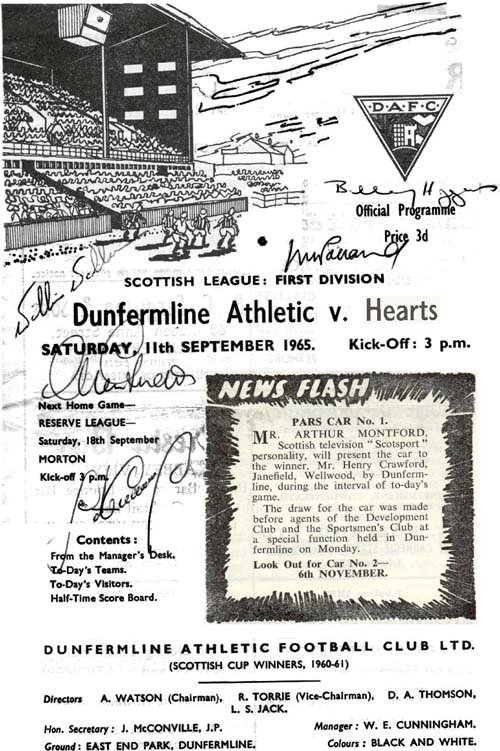 D.A.F.C
Billy Higgins
Official Programme
Price 3d
SCOTTISH LEAGUE: FIRST DIVISION
Dunfermline Athletic v. Hearts
SATURDAY, 11th SEPTEMBER 1965. Kick-Off: 3 p.m.
Next Home Game—
RESERVE LEAGUE—
Saturday, 18th September
MORTON
Kick-off 3 p.m.
Contents:
From the Manager's Desk.
To-Day's Teams.
To-Day's Visitors.
Half-Time Score Board.
NEWS FLASH
PARS CAR No. 1.
MR. ARTHUR MONTFORD,
Scottish television "Scotsport"
personality, will present the car to
the winner, Mr. Henry Crawford,
Janefield, Wellwood, by Dunferm-
line, during the interval of to-day's
game.
The draw for the car was made
before agents of the Development
Club and the Sportsmen's Club at
a special function held in Dun-
fermline on Monday.
Look Out for Car No. 2—
6th NOVEMBER.
DUNFERMLINE ATHLETIC FOOTBALL CLUB LTD.
(SCOTTISH CUP WINNERS, 1960-61)
Directors A. WATSON (Chairman), R. TORRIE (Vice-Chairman), D. A. THOMSON,
L. S. JACK.
Hon. Secretary: J. McCONVILLE, J.P. Manager: W. E. CUNNINGHAM.
Ground: EAST END PARK, DUNFERMLINE. Colours: BLACK AND WHITE.